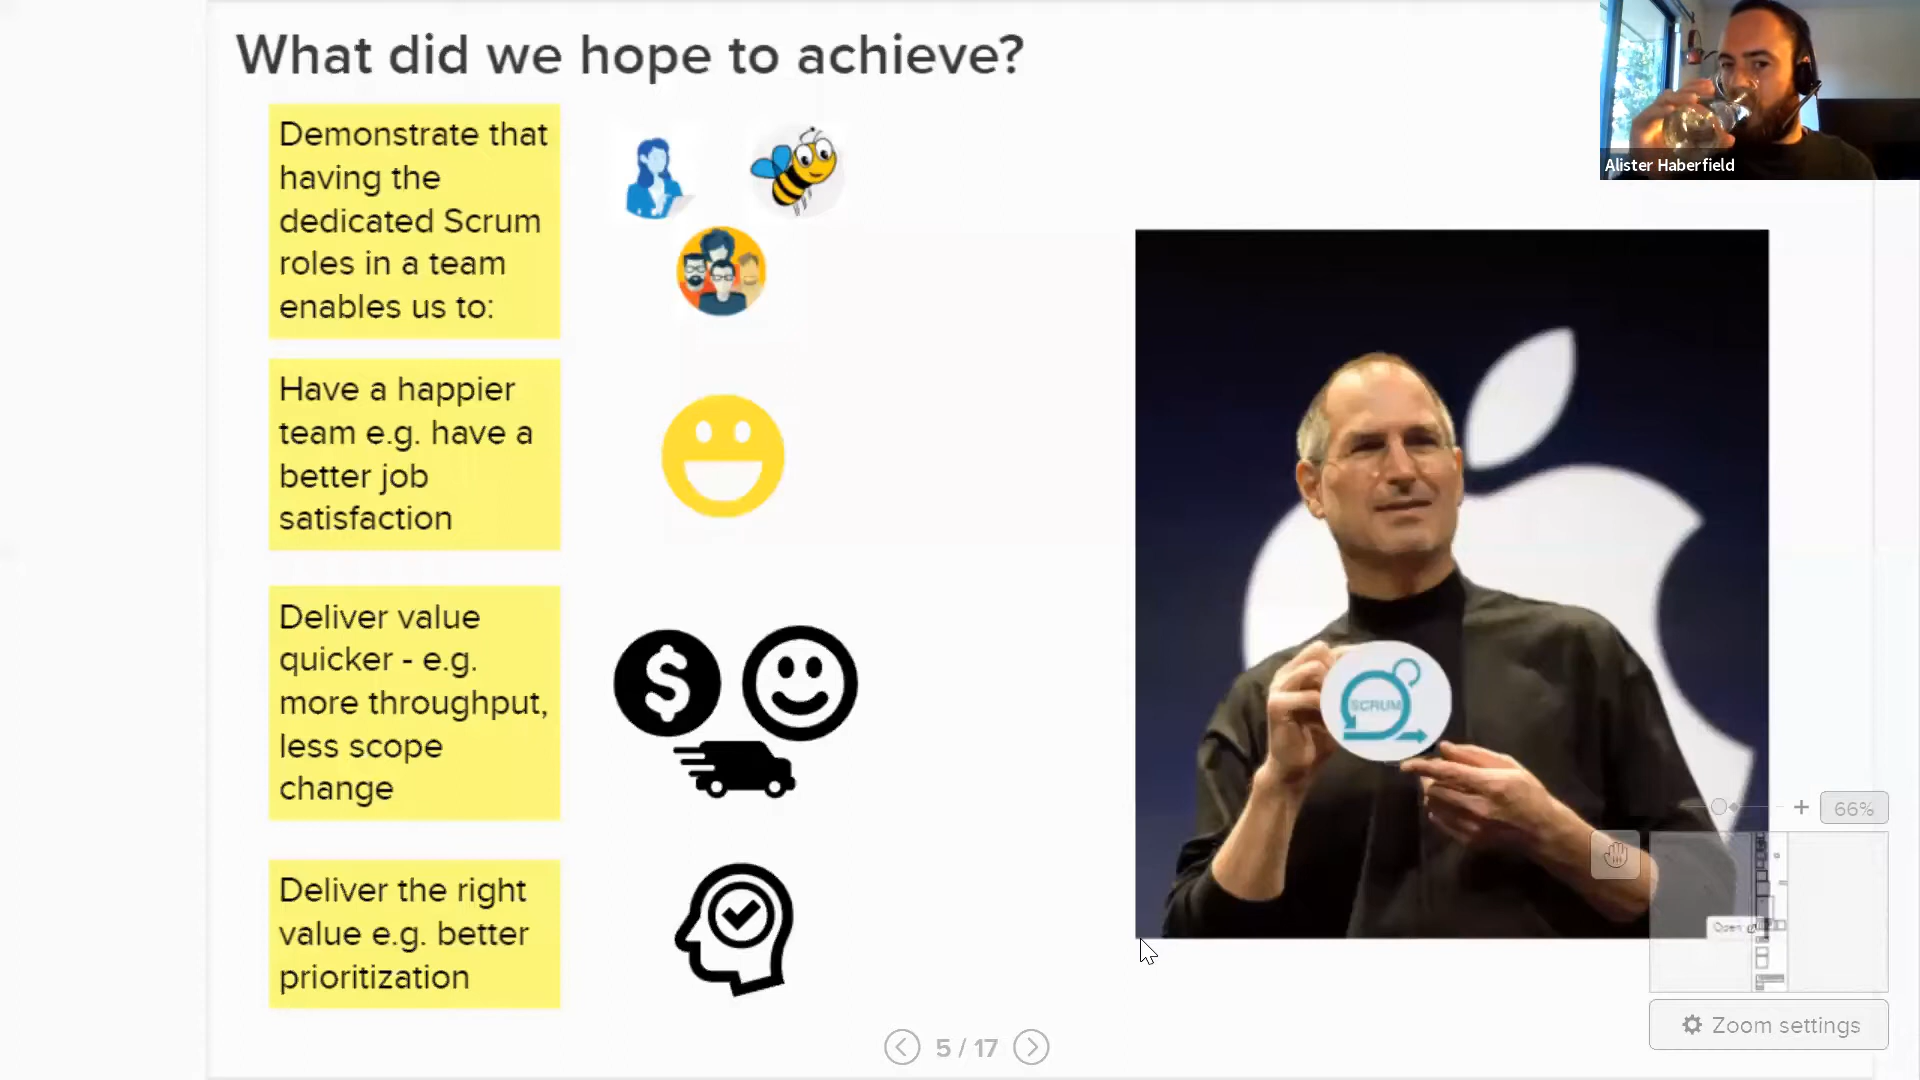 What did we hope to achieve?
Demonstrate that
having the
dedicated Scrum
roles in a team
enables us to:
Have a happier
team e.g. have a
better job
satisfaction
Deliver value
quicker - e.g.
more throughput,
less scope
change
Deliver the right
value e.g. better
prioritization
Alister Haberfield
SCRUM
66%
Open
Zoom settings
5 / 17